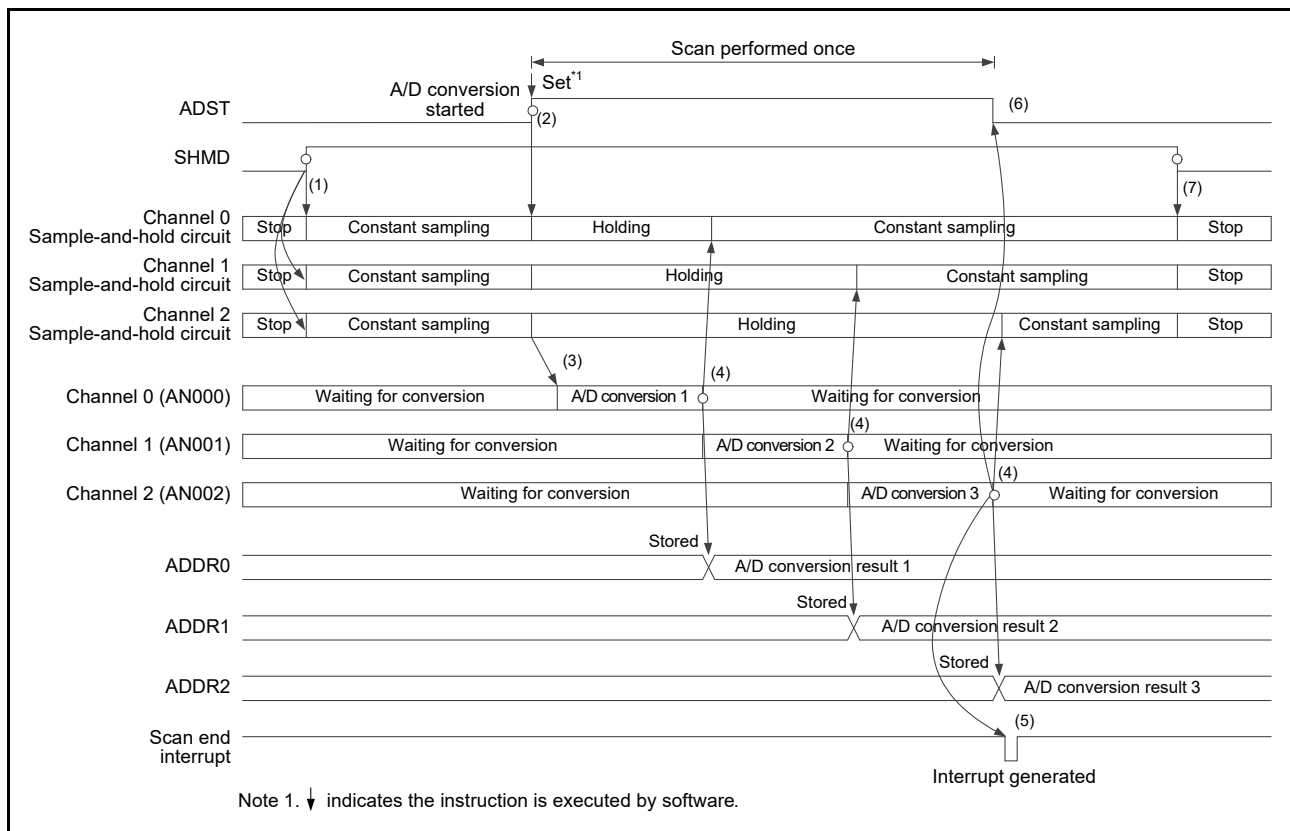 Scan performed once
Set*1
A/D conversion
started
ADST
(2)
(6)
SHMD
(1)
(7)
Channel 0
Sample-and-hold circuit
Stop
Constant sampling
Holding
Constant sampling
Stop
Channel 1
Sample-and-hold circuit
Stop
Constant sampling
Holding
Constant sampling
Stop
Channel 2
Sample-and-hold circuit
Stop
Constant sampling
Holding
Constant sampling
Stop
(3)
(4)
Channel 0 (AN000)
Waiting for conversion
A/D conversion 1
Waiting for conversion
(4)
Channel 1 (AN001)
Waiting for conversion
A/D conversion 2
Waiting for conversion
(4)
Channel 2 (AN002)
Waiting for conversion
A/D conversion 3
Waiting for conversion
Stored
ADDR0
A/D conversion result 1
Stored
ADDR1
A/D conversion result 2
Stored
ADDR2
A/D conversion result 3
(5)
Scan end
interrupt
Interrupt generated
Note 1. ↓ indicates the instruction is executed by software.